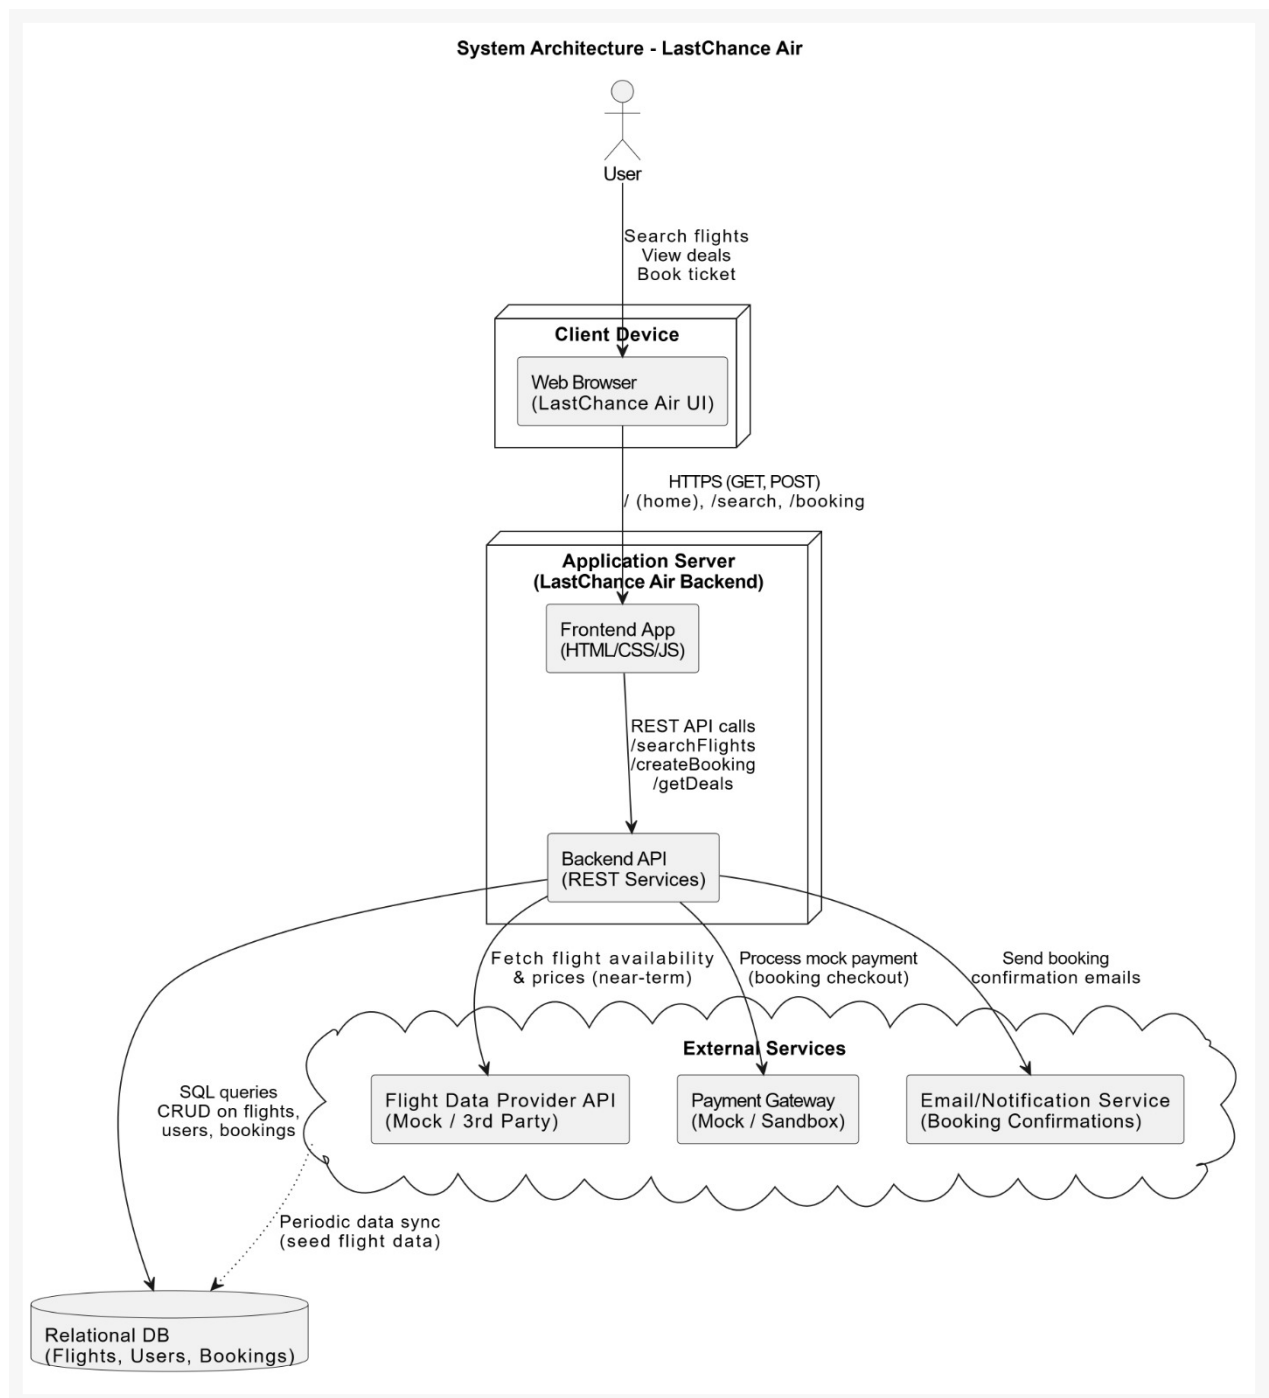 System Architecture - LastChance Air
User
Search flights
View deals
Book ticket
Client Device
Web Browser
(LastChance Air UI)
HTTPS (GET, POST)
/ (home), /search, /booking
Application Server
(LastChance Air Backend)
Frontend App
(HTML/CSS/JS)
REST API calls
/searchFlights
/createBooking
/getDeals
Backend API
(REST Services)
Fetch flight availability
& prices (near-term)
Process mock payment
(booking checkout)
Send booking
confirmation emails
External Services
Flight Data Provider API
(Mock / 3rd Party)
Payment Gateway
(Mock / Sandbox)
Email/Notification Service
(Booking Confirmations)
SQL queries
CRUD on flights,
users, bookings
Periodic data sync
(seed flight data)
Relational DB
(Flights, Users, Bookings)